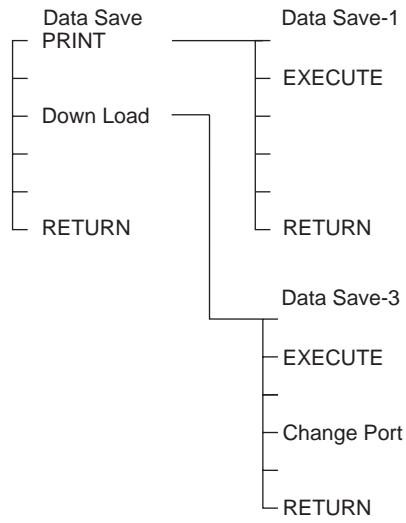 Data Save
PRINT
Down Load
RETURN
Data Save-1
EXECUTE
RETURN
Data Save-3
EXECUTE
Change Port
RETURN